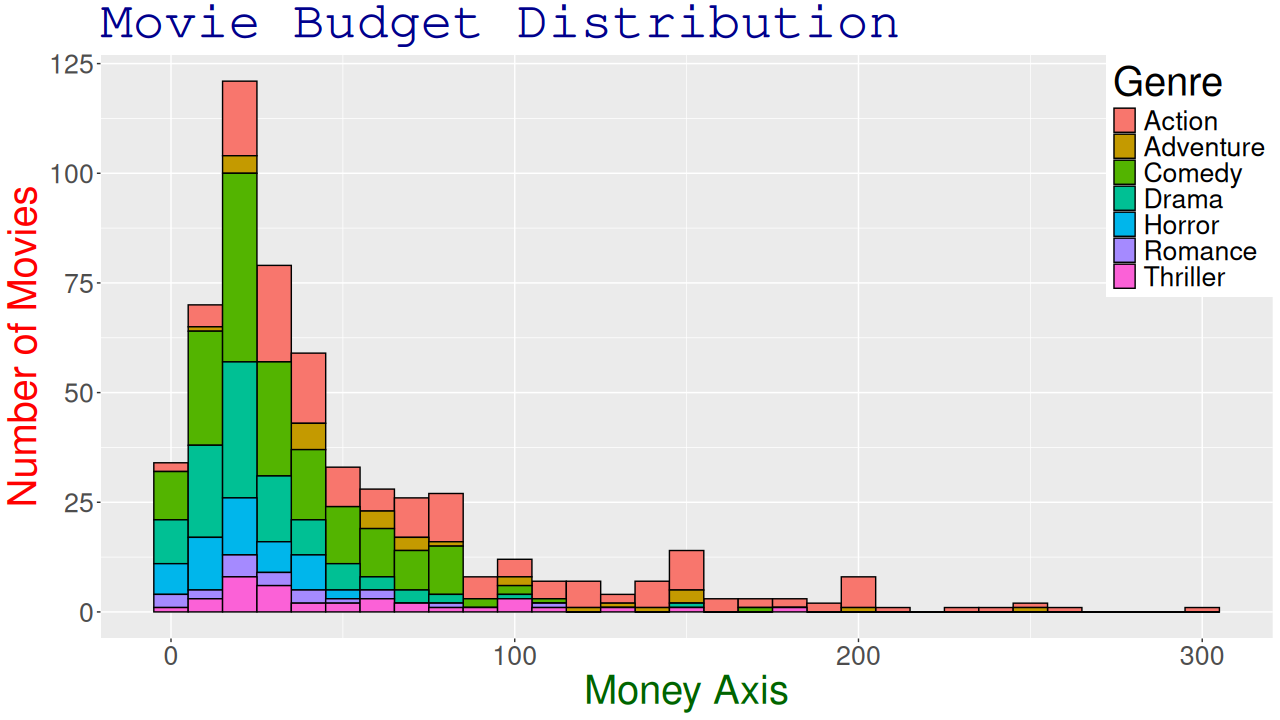 Movie Budget Distribution
Number of Movies
125
100
75
50
25
0
0 100 200 300
Money Axis
Genre
Action
Adventure
Comedy
Drama
Horror
Romance
Thriller